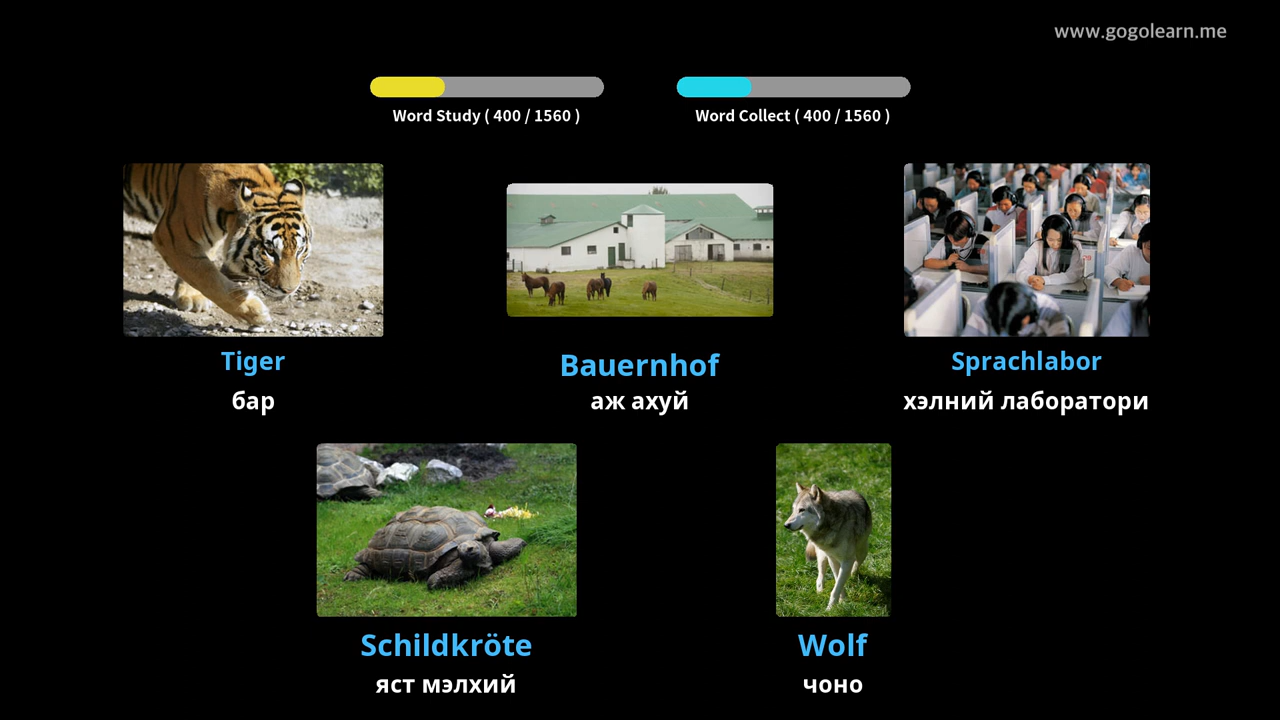 www.gogolearn.me
Word Study ( 400 / 1560 )
Word Collect ( 400 / 1560 )
Tiger
бар
Bauernhof
аж ахуй
Sprachlabor
хэлний лаборатори
Schildkröte
яст мэлхий
Wolf
чоно